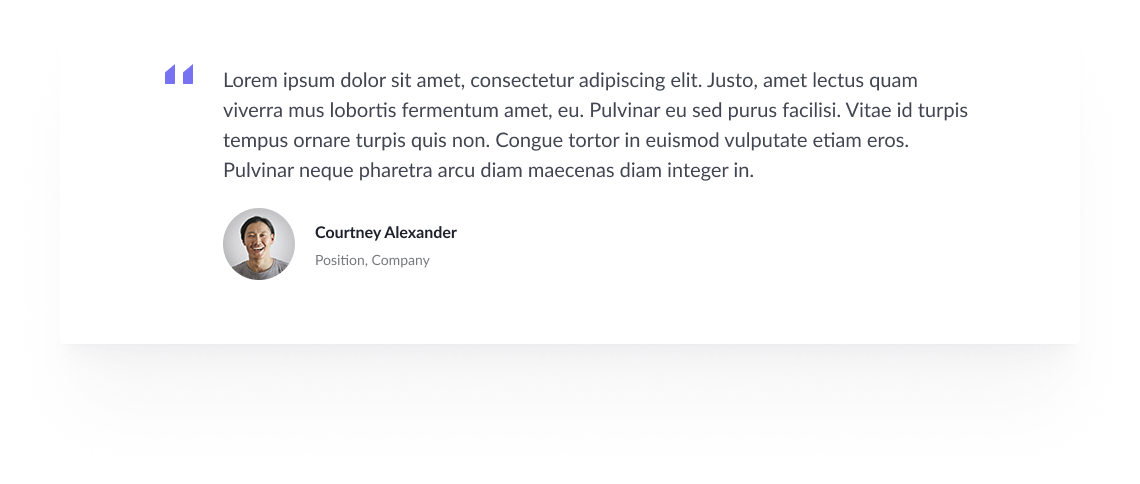 Lorem ipsum dolor sit amet, consectetur adipiscing elit. Justo, amet lectus quam
viverra mus lobortis fermentum amet, eu. Pulvinar eu sed purus facilisi. Vitae id turpis
tempus ornare turpis quis non. Congue tortor in euismod vulputate etiam eros.
Pulvinar neque pharetra arcu diam maecenas diam integer in.
Courtney Alexander
Position, Company